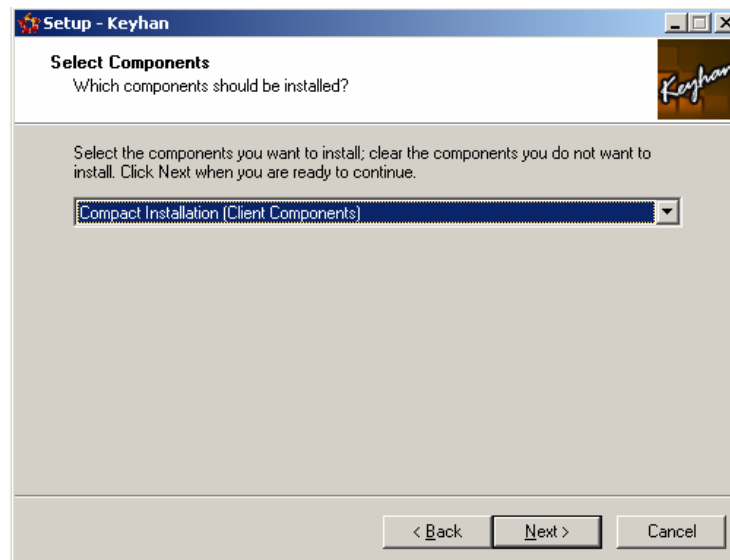 Setup - Keyhan
Select Components
Which components should be installed?
Keyhan
Select the components you want to install; clear the components you do not want to
install. Click Next when you are ready to continue.
Compact Installation (Client Components)
< Back
Next >
Cancel